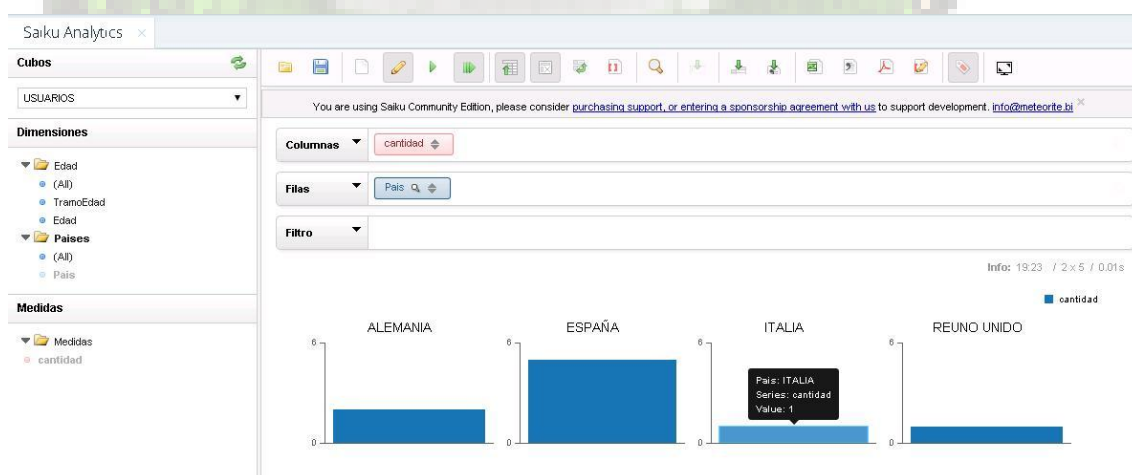 Saiku Analytics ×
Cubos
USUARIOS
Dimensiones
Edad
(All)
TramoEdad
Edad
Paises
(All)
Pais
Medidas
Medidas
cantidad
You are using Saiku Community Edition, please consider purchasing support, or entering a sponsorship agreement with us to support development. info@meteorite.bi ×
Columnas cantidad
Filas Pais
Filtro
Info: 19:23 / 2 x 5 / 0.01s
cantidad
ALEMANIA ESPAÑA ITALIA REUNO UNIDO
6 6 6 6
Pais: ITALIA
Series: cantidad
Value: 1
0 0 0 0